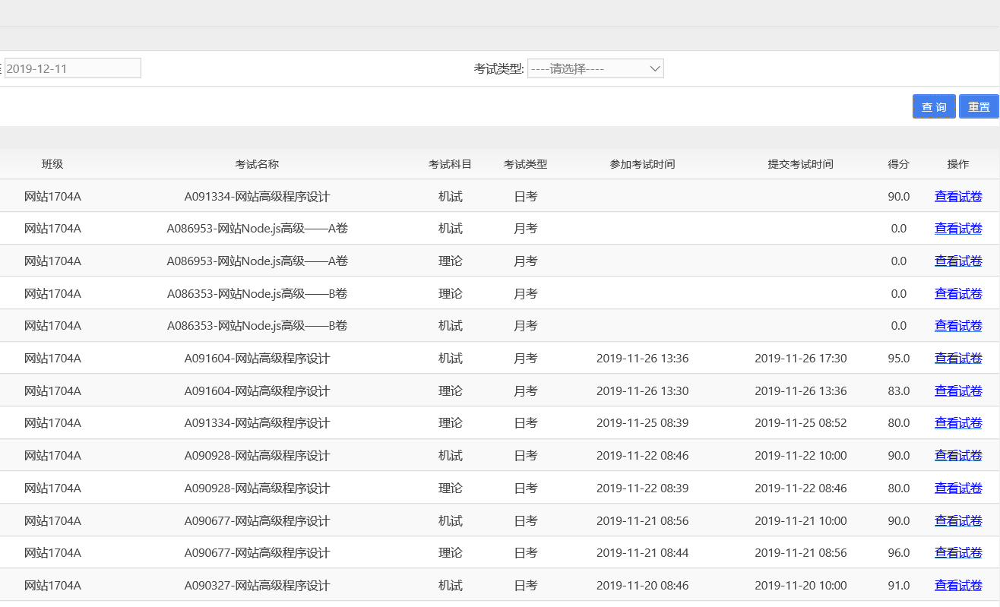 2019-12-11 考试类型: ----请选择----
查 询 重置
班级 考试名称 考试科目 考试类型 参加考试时间 提交考试时间 得分 操作
网站1704A A091334-网站高级程序设计 机试 日考 90.0 查看试卷
网站1704A A086953-网站Node.js高级——A卷 机试 月考 0.0 查看试卷
网站1704A A086953-网站Node.js高级——A卷 理论 月考 0.0 查看试卷
网站1704A A086353-网站Node.js高级——B卷 理论 月考 0.0 查看试卷
网站1704A A086353-网站Node.js高级——B卷 机试 月考 0.0 查看试卷
网站1704A A091604-网站高级程序设计 机试 月考 2019-11-26 13:36 2019-11-26 17:30 95.0 查看试卷
网站1704A A091604-网站高级程序设计 理论 月考 2019-11-26 13:30 2019-11-26 13:36 83.0 查看试卷
网站1704A A091334-网站高级程序设计 理论 日考 2019-11-25 08:39 2019-11-25 08:52 80.0 查看试卷
网站1704A A090928-网站高级程序设计 机试 日考 2019-11-22 08:46 2019-11-22 10:00 90.0 查看试卷
网站1704A A090928-网站高级程序设计 理论 日考 2019-11-22 08:39 2019-11-22 08:46 80.0 查看试卷
网站1704A A090677-网站高级程序设计 机试 日考 2019-11-21 08:56 2019-11-21 10:00 90.0 查看试卷
网站1704A A090677-网站高级程序设计 理论 日考 2019-11-21 08:44 2019-11-21 08:56 96.0 查看试卷
网站1704A A090327-网站高级程序设计 机试 日考 2019-11-20 08:46 2019-11-20 10:00 91.0 查看试卷